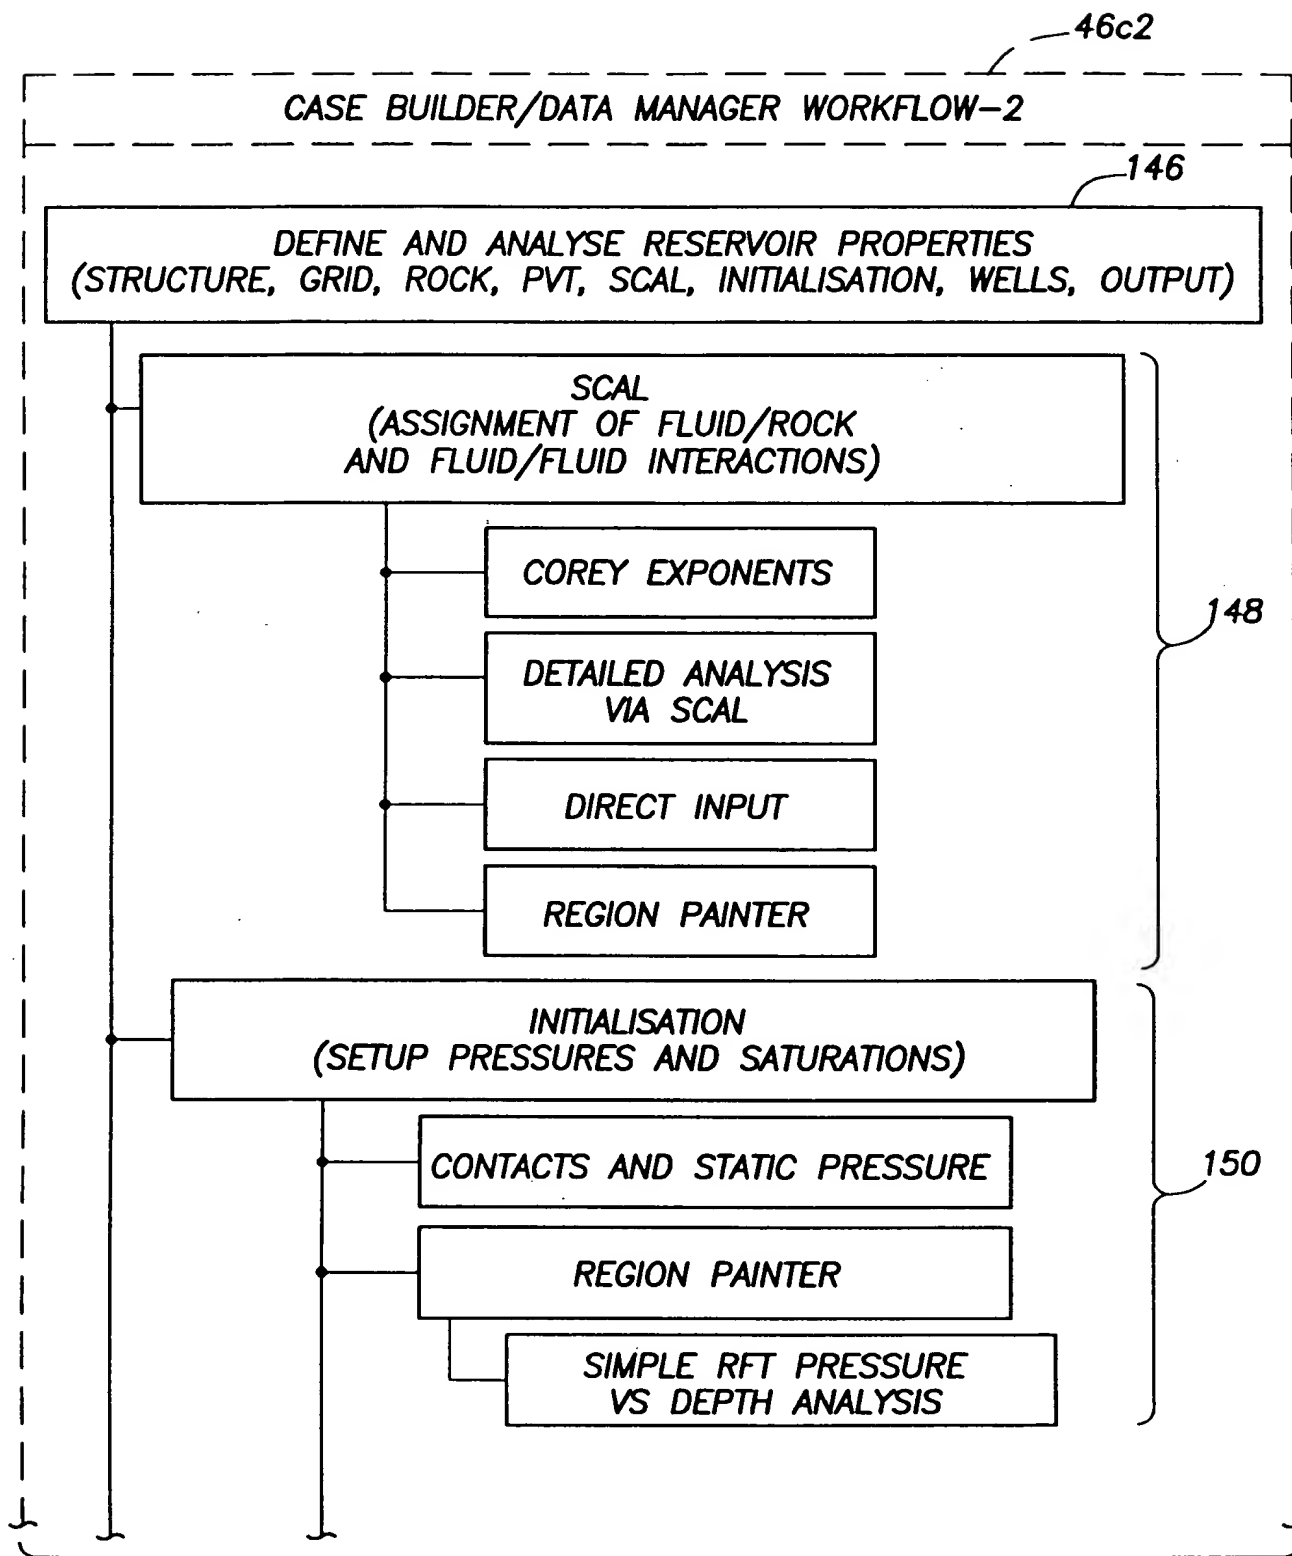 46c2
CASE BUILDER/DATA MANAGER WORKFLOW-2
146
DEFINE AND ANALYSE RESERVOIR PROPERTIES
(STRUCTURE, GRID, ROCK, PVT, SCAL, INITIALISATION, WELLS, OUTPUT)
SCAL
(ASSIGNMENT OF FLUID/ROCK
AND FLUID/FLUID INTERACTIONS)
COREY EXPONENTS
DETAILED ANALYSIS
VIA SCAL
DIRECT INPUT
REGION PAINTER
148
INITIALISATION
(SETUP PRESSURES AND SATURATIONS)
CONTACTS AND STATIC PRESSURE
REGION PAINTER
SIMPLE RFT PRESSURE
VS DEPTH ANALYSIS
150